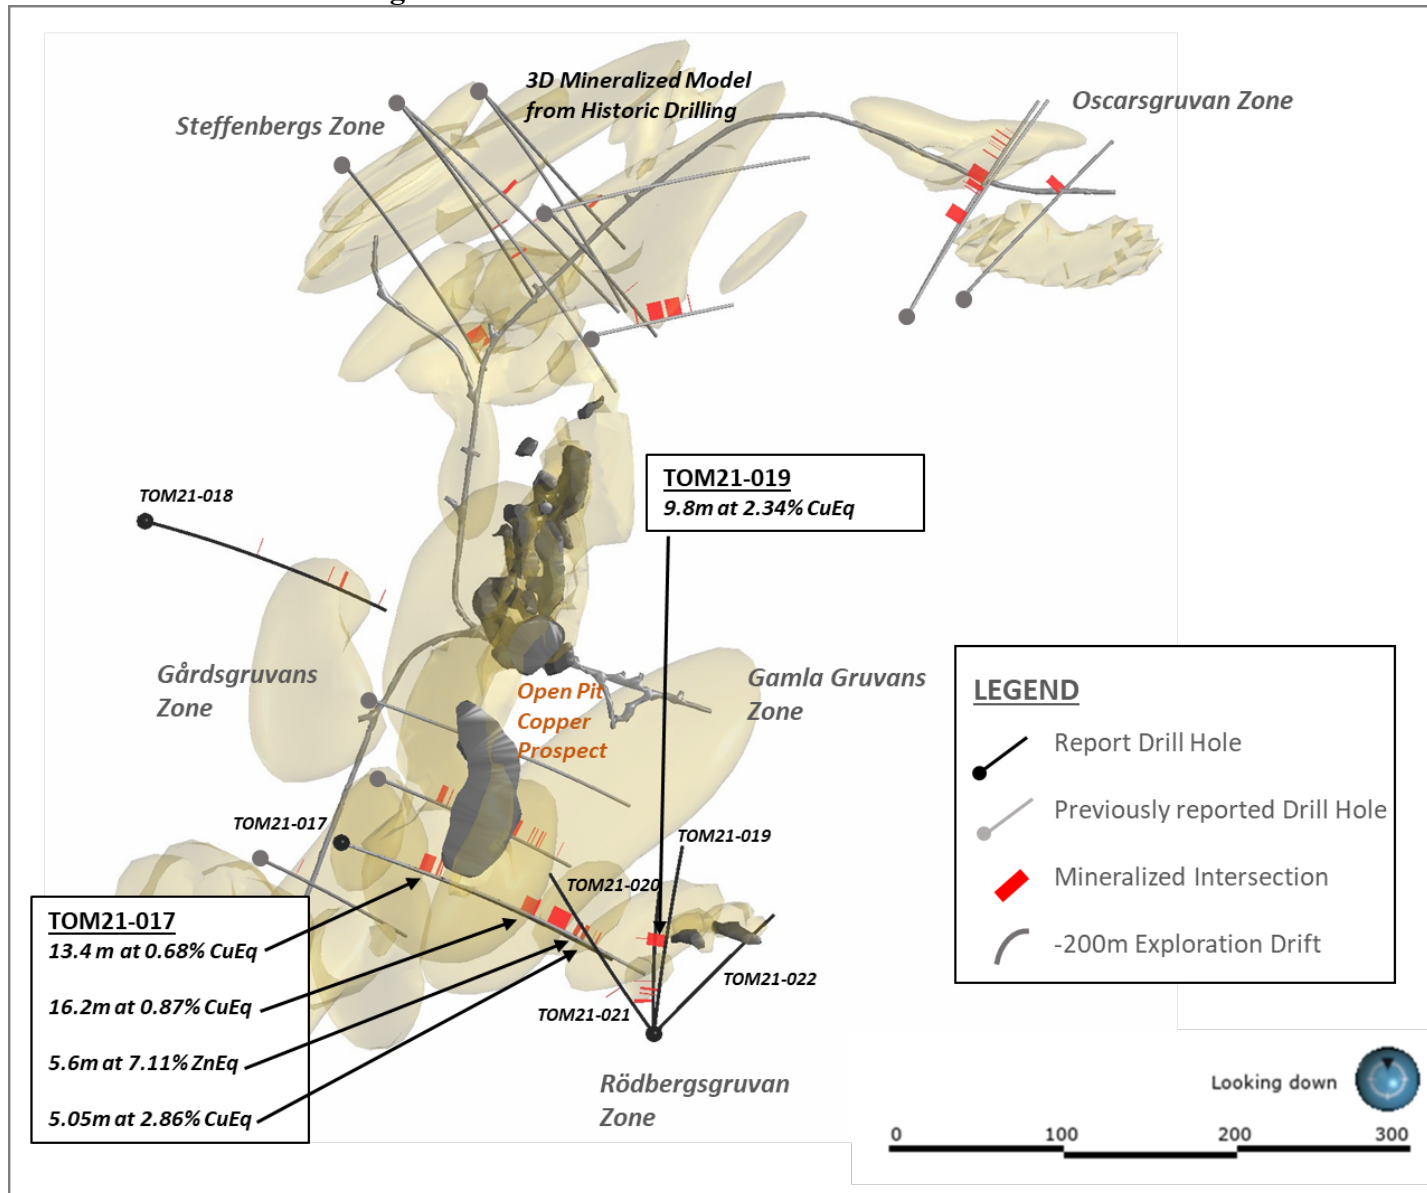 3D Mineralized Model
from Historic Drilling
Steffenbergs Zone
Oscarsgruvan Zone
TOM21-018
TOM21-019
9.8m at 2.34% CuEq
Gårdsgruvans
Zone
Open Pit
Copper
Prospect
Gamla Gruvans
Zone
LEGEND
Report Drill Hole
Previously reported Drill Hole
Mineralized Intersection
-200m Exploration Drift
TOM21-017
TOM21-019
TOM21-020
TOM21-022
TOM21-021
TOM21-017
13.4 m at 0.68% CuEq
16.2m at 0.87% CuEq
5.6m at 7.11% ZnEq
5.05m at 2.86% CuEq
Rödbergsgruvan
Zone
Looking down
0 100 200 300